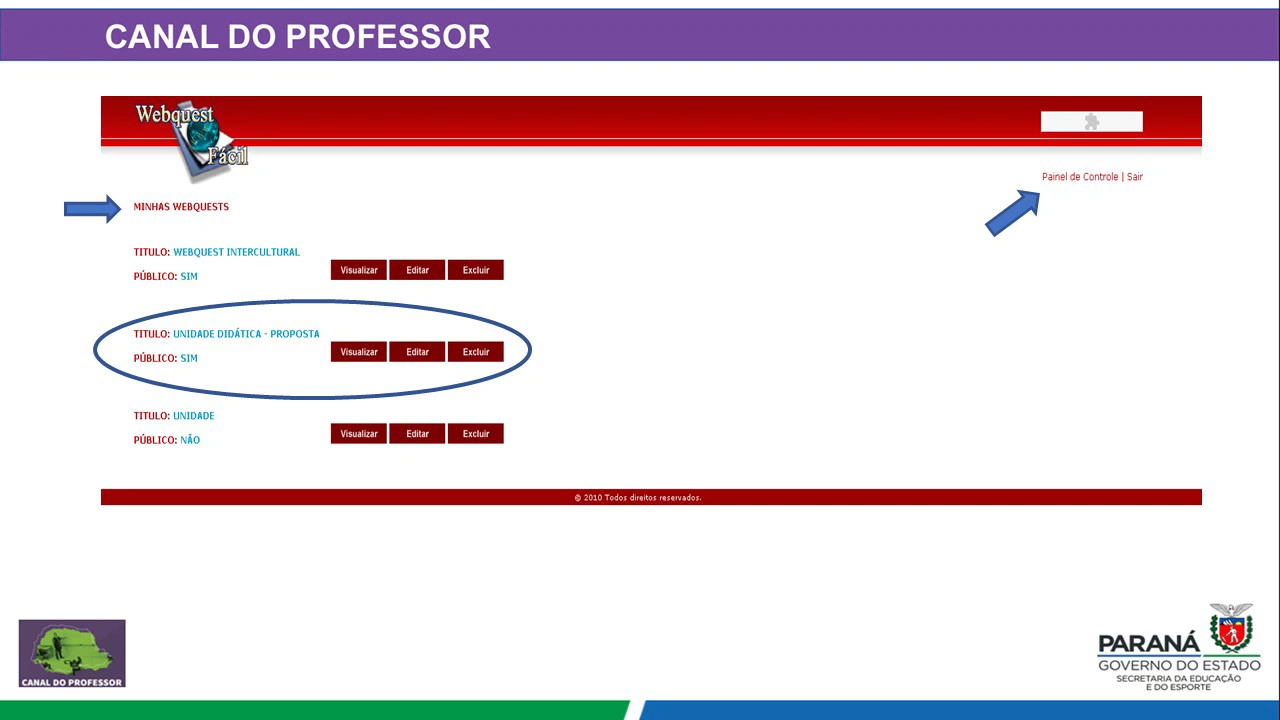 CANAL DO PROFESSOR
Webquest
Fácil
Painel de Controle | Sair
MINHAS WEBQUESTS
TITULO: WEBQUEST INTERCULTURAL
PÚBLICO: SIM
Visualizar Editar Excluir
TITULO: UNIDADE DIDÁTICA - PROPOSTA
PÚBLICO: SIM
Visualizar Editar Excluir
TITULO: UNIDADE
PÚBLICO: NÃO
Visualizar Editar Excluir
© 2010 Todos direitos reservados.
CANAL DO PROFESSOR
PARANÁ
GOVERNO DO ESTADO
SECRETARIA DA EDUCAÇÃO
E DO ESPORTE